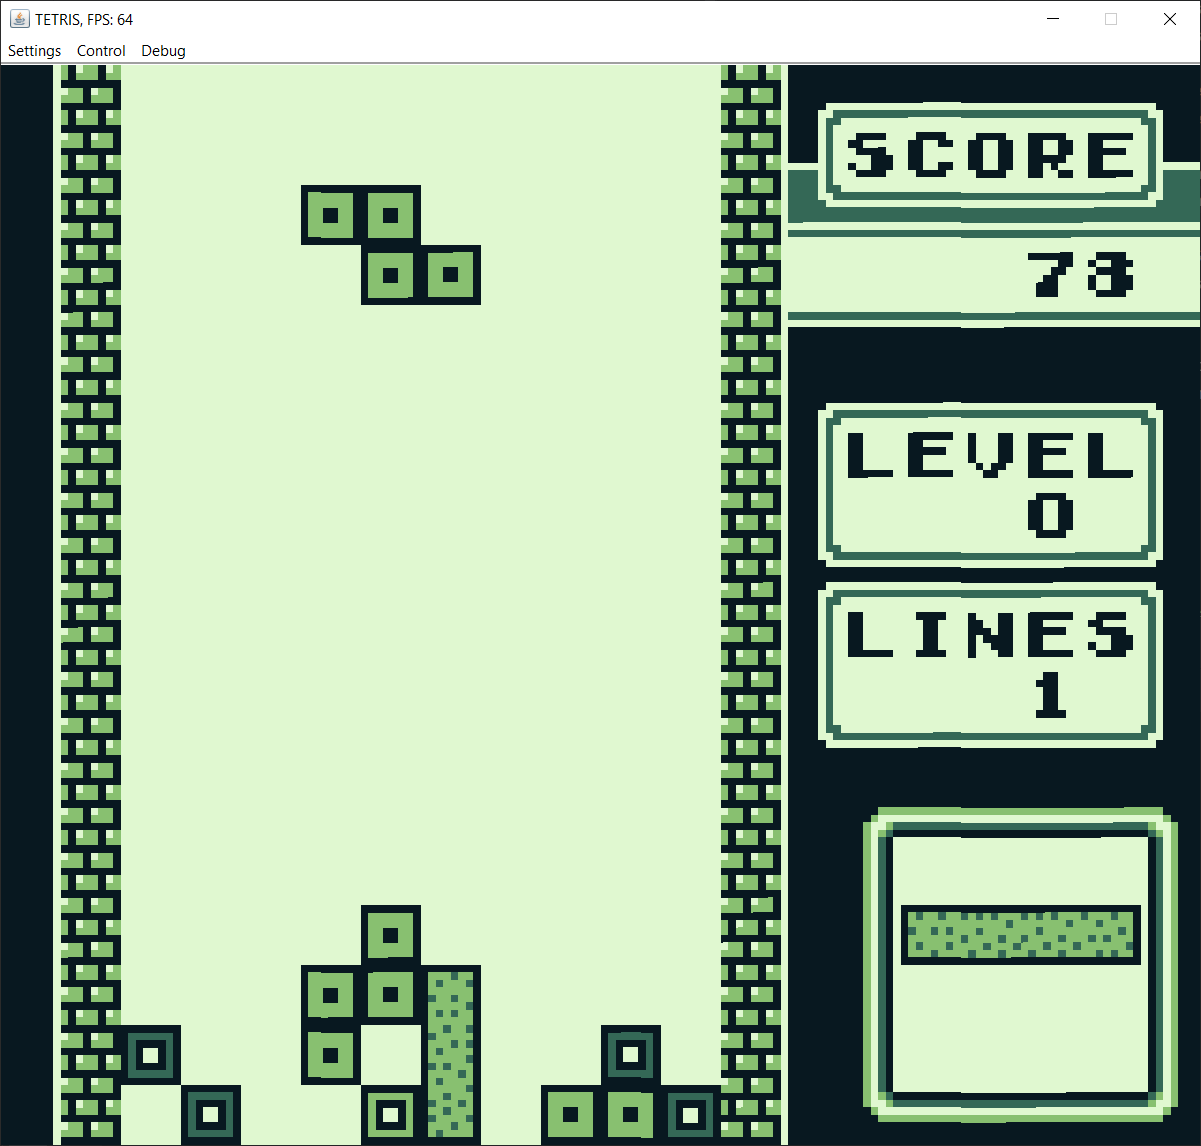 TETRIS, FPS: 64
Settings Control Debug
SCORE
78
LEVEL
0
LINES
1